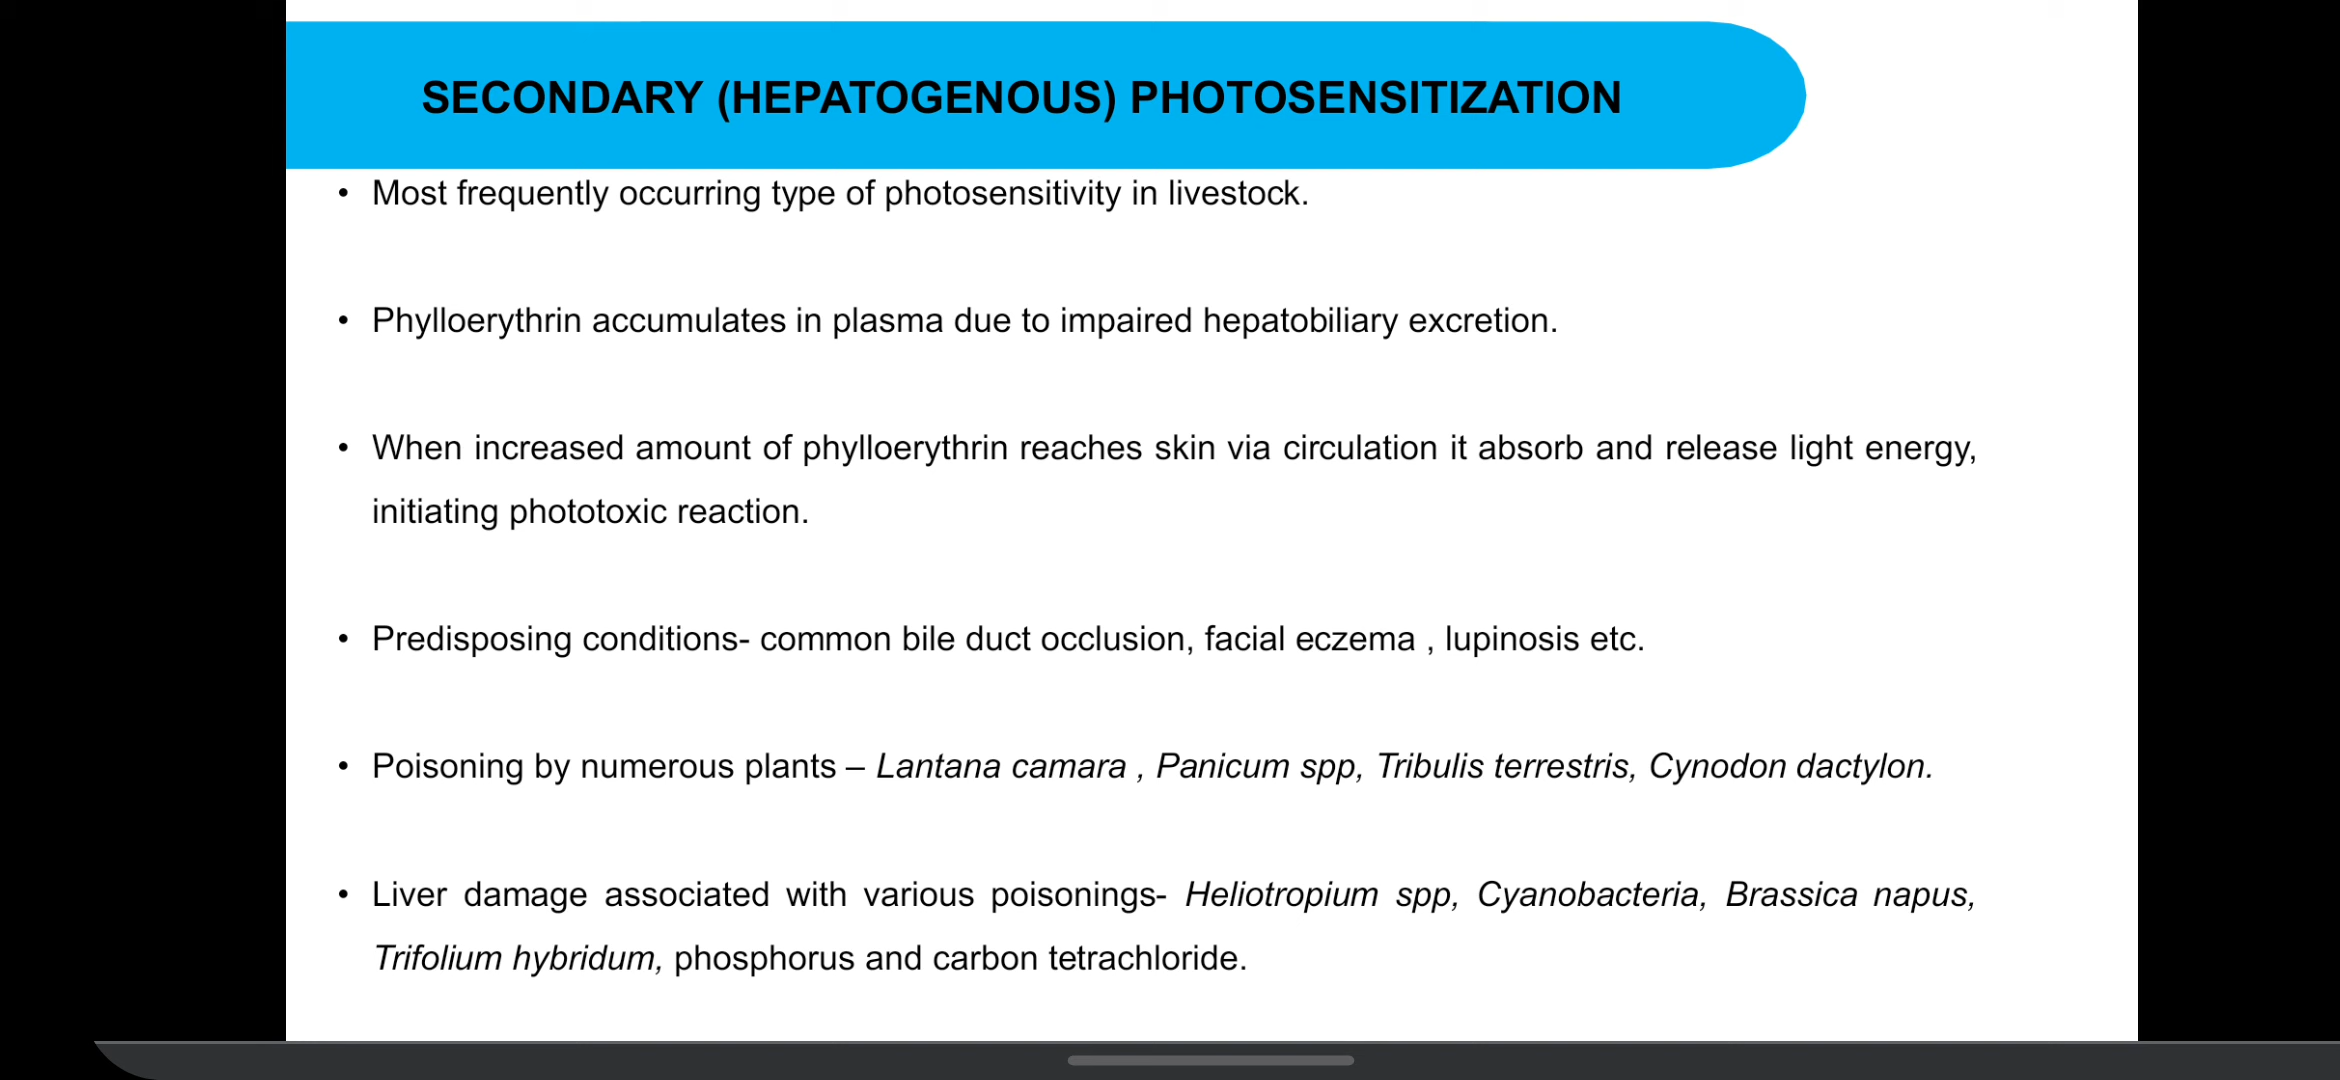 SECONDARY (HEPATOGENOUS) PHOTOSENSITIZATION
• Most frequently occurring type of photosensitivity in livestock.
• Phylloerythrin accumulates in plasma due to impaired hepatobiliary excretion.
• When increased amount of phylloerythrin reaches skin via circulation it absorb and release light energy,
initiating phototoxic reaction.
• Predisposing conditions- common bile duct occlusion, facial eczema , lupinosis etc.
• Poisoning by numerous plants – Lantana camara , Panicum spp, Tribulis terrestris, Cynodon dactylon.
• Liver damage associated with various poisonings- Heliotropium spp, Cyanobacteria, Brassica napus,
Trifolium hybridum, phosphorus and carbon tetrachloride.